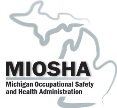 MIOSHA
Michigan Occupational Safety
and Health Administration